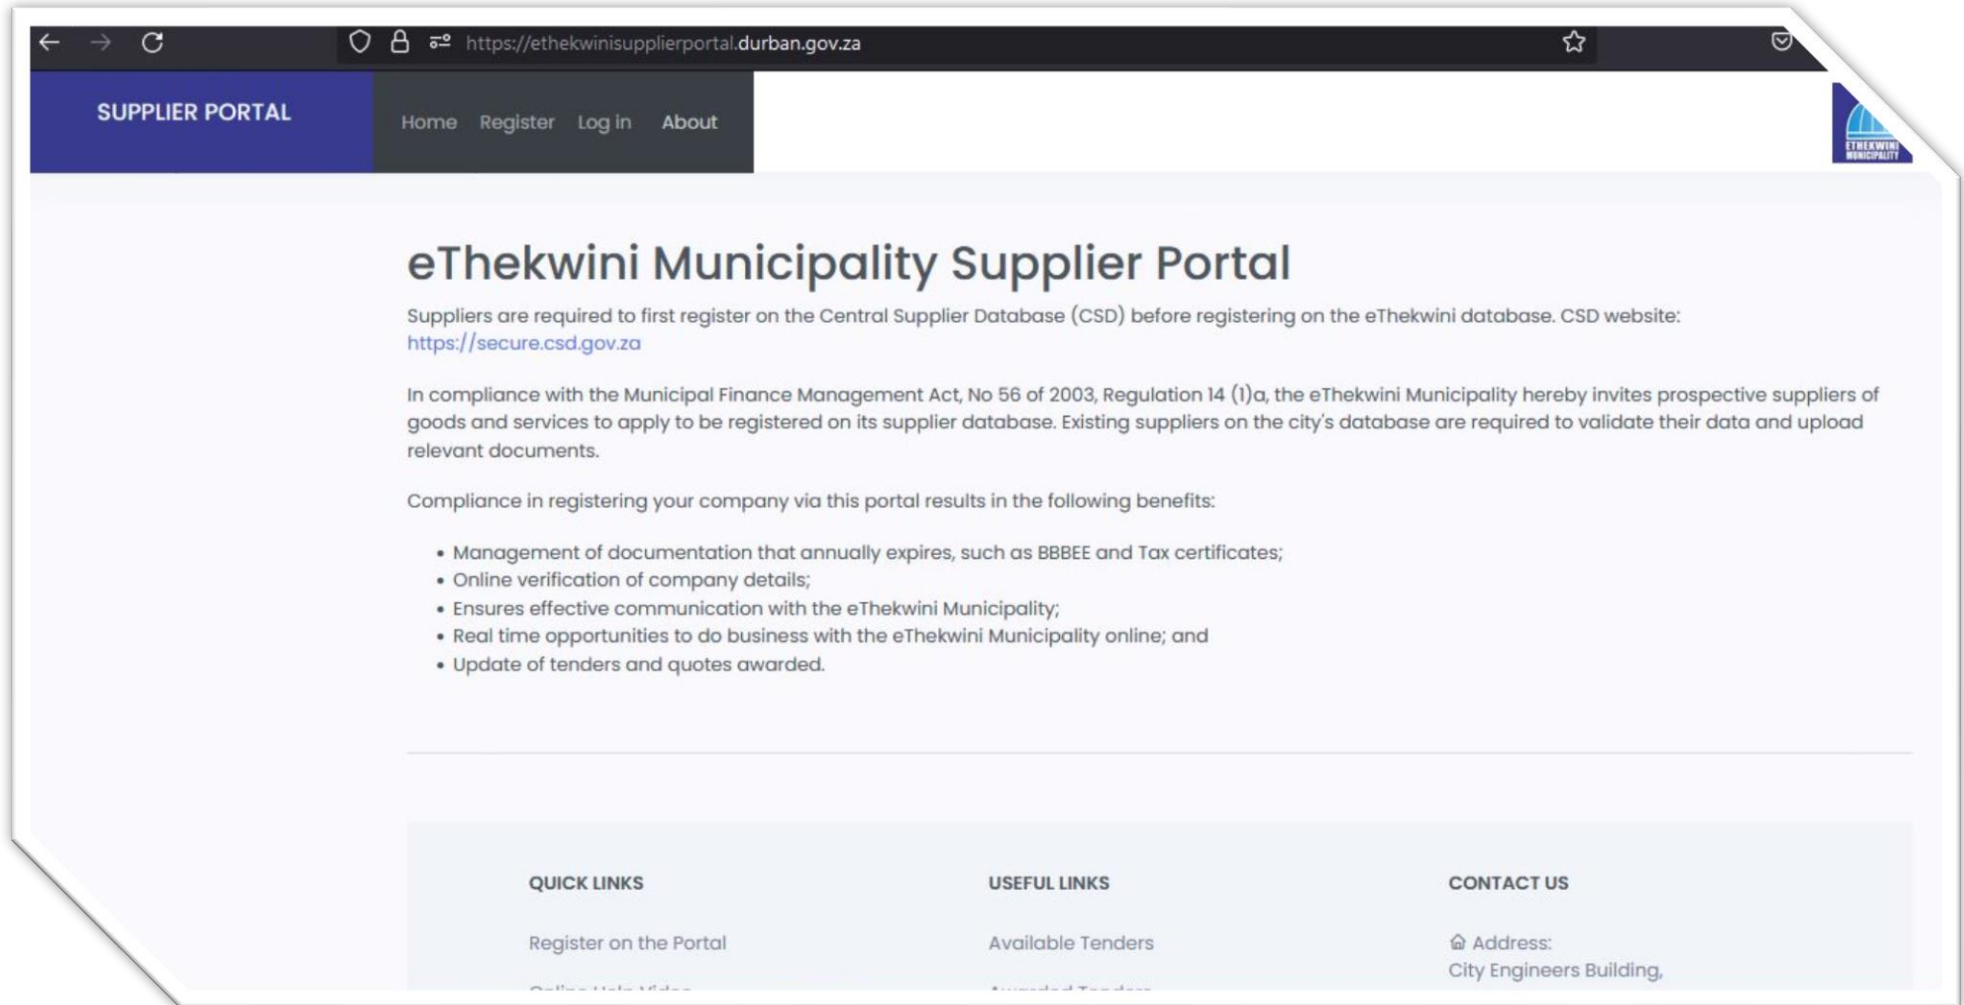 https://ethekwinisupplierportal.durban.gov.za
SUPPLIER PORTAL
Home Register Log in About
ETHEKWINI
MUNICIPALITY
eThekwini Municipality Supplier Portal
Suppliers are required to first register on the Central Supplier Database (CSD) before registering on the eThekwini database. CSD website:
https://secure.csd.gov.za
In compliance with the Municipal Finance Management Act, No 56 of 2003, Regulation 14 (1)a, the eThekwini Municipality hereby invites prospective suppliers of
goods and services to apply to be registered on its supplier database. Existing suppliers on the city's database are required to validate their data and upload
relevant documents.
Compliance in registering your company via this portal results in the following benefits:
• Management of documentation that annually expires, such as BBBEE and Tax certificates;
• Online verification of company details;
• Ensures effective communication with the eThekwini Municipality;
• Real time opportunities to do business with the eThekwini Municipality online; and
• Update of tenders and quotes awarded.
QUICK LINKS
USEFUL LINKS
CONTACT US
Register on the Portal
Available Tenders
Address:
City Engineers Building,
Online Help Video
Awarded Tenders